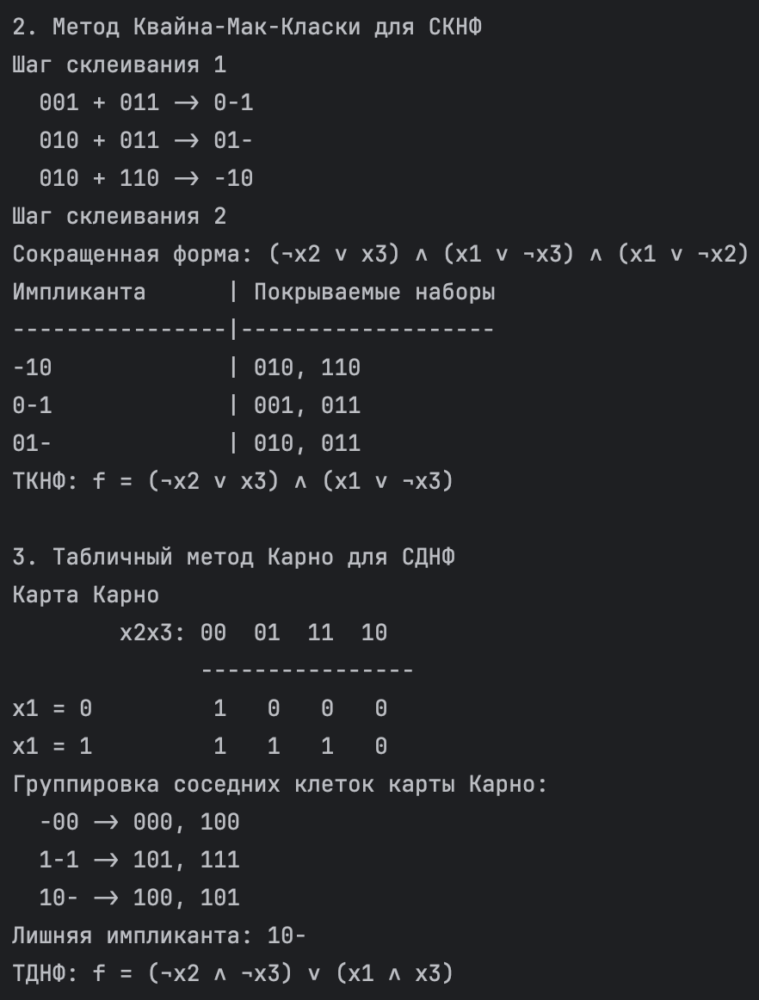 2. Метод Квайна-Мак-Класки для СКНФ
Шаг склеивания 1
  001 + 011 → 0-1
  010 + 011 → 01-
  010 + 110 → -10
Шаг склеивания 2
Сокращенная форма: (¬x2 ∨ x3) ∧ (x1 ∨ ¬x3) ∧ (x1 ∨ ¬x2)
Импликанта      | Покрываемые наборы
----------------|-------------------
-10             | 010, 110
0-1             | 001, 011
01-             | 010, 011
ТКНФ: f = (¬x2 ∨ x3) ∧ (x1 ∨ ¬x3)

3. Табличный метод Карно для СДНФ
Карта Карно
        x2x3: 00  01  11  10
              ----------------
x1 = 0         1   0   0   0
x1 = 1         1   1   1   0
Группировка соседних клеток карты Карно:
  -00 → 000, 100
  1-1 → 101, 111
  10- → 100, 101
Лишняя импликанта: 10-
ТДНФ: f = (¬x2 ∧ ¬x3) ∨ (x1 ∧ x3)